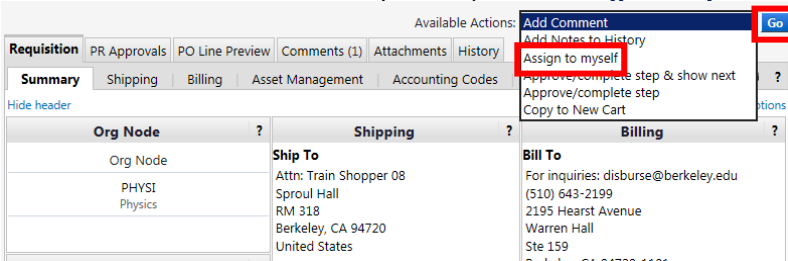 Available Actions: Add Comment Go
Add Notes to History
Assign to myself
Approve/complete step & show next
Approve/complete step
Copy to New Cart
Requisition PR Approvals PO Line Preview Comments (1) Attachments History
Summary Shipping Billing Asset Management Accounting Codes ?
Hide header
Org Node ? Shipping ? Billing ?
Org Node
PHYSI
Physics
Ship To
Attn: Train Shopper 08
Sproul Hall
RM 318
Berkeley, CA 94720
United States
Bill To
For inquiries: disburse@berkeley.edu
(510) 643-2199
2195 Hearst Avenue
Warren Hall
Ste 159